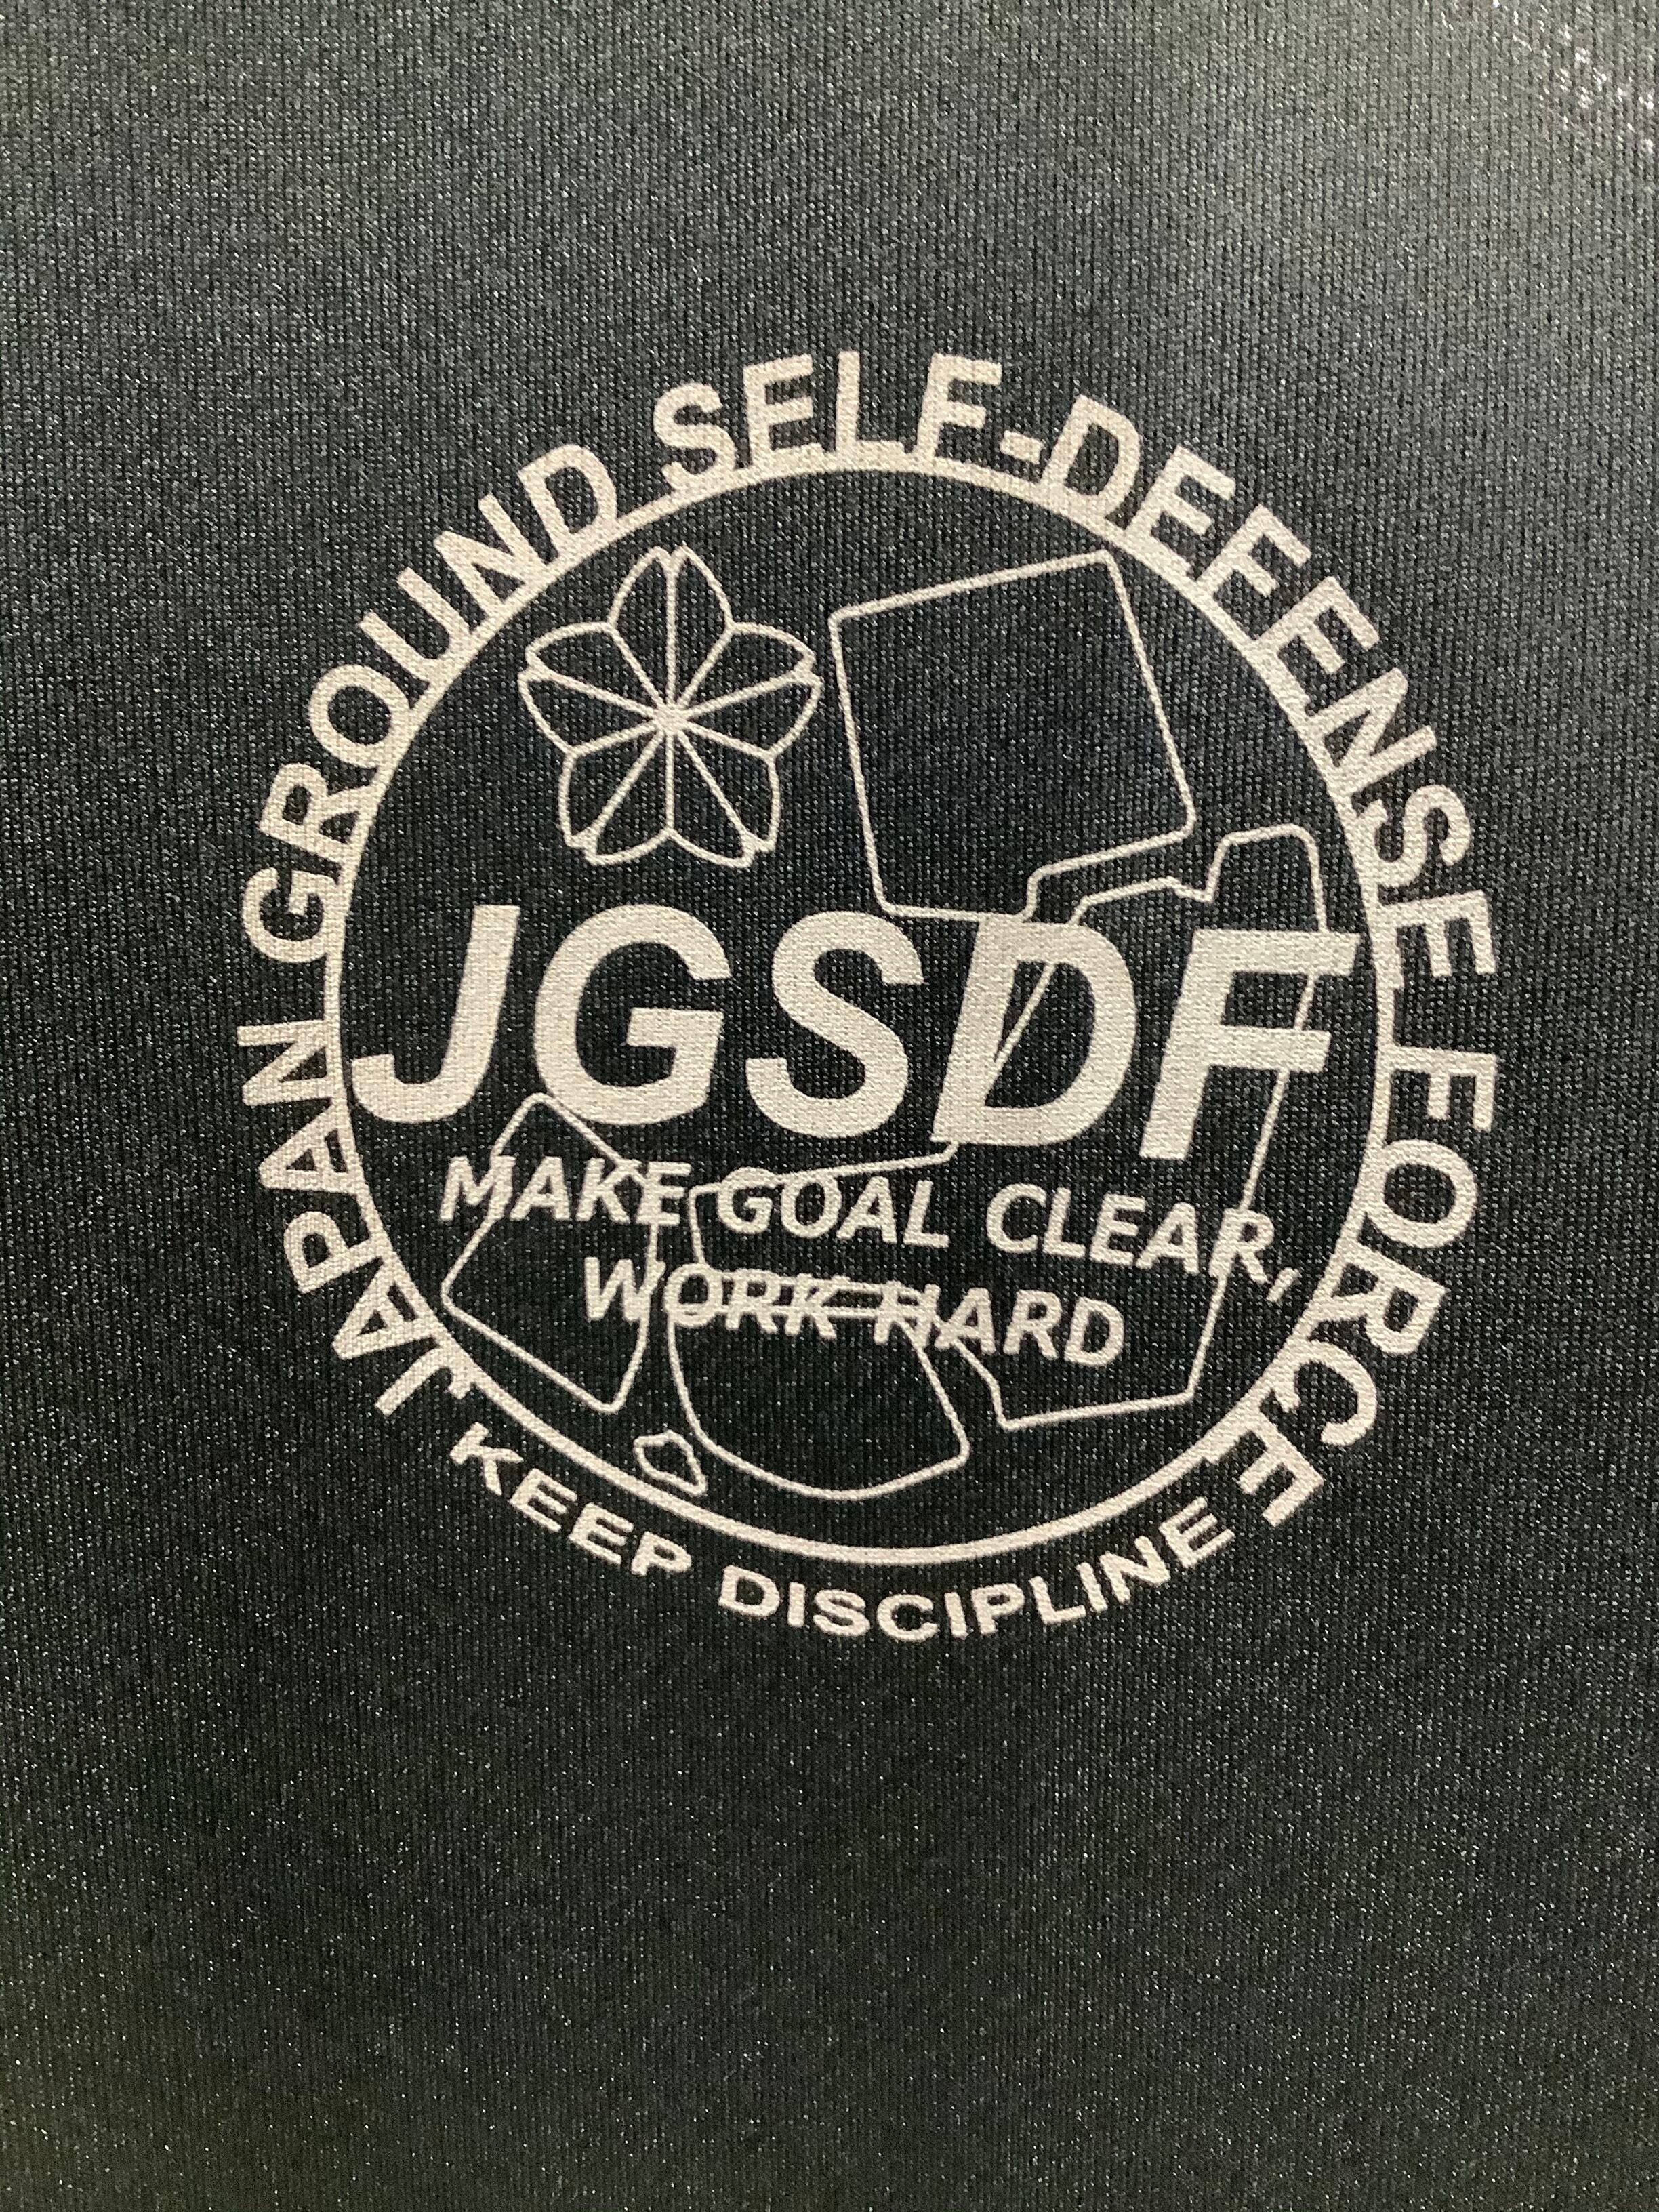 JAPAN GROUND SELF-DEFENSE FORCE
JGSDF
MAKE GOAL CLEAR,
WORK HARD
KEEP DISCIPLINE